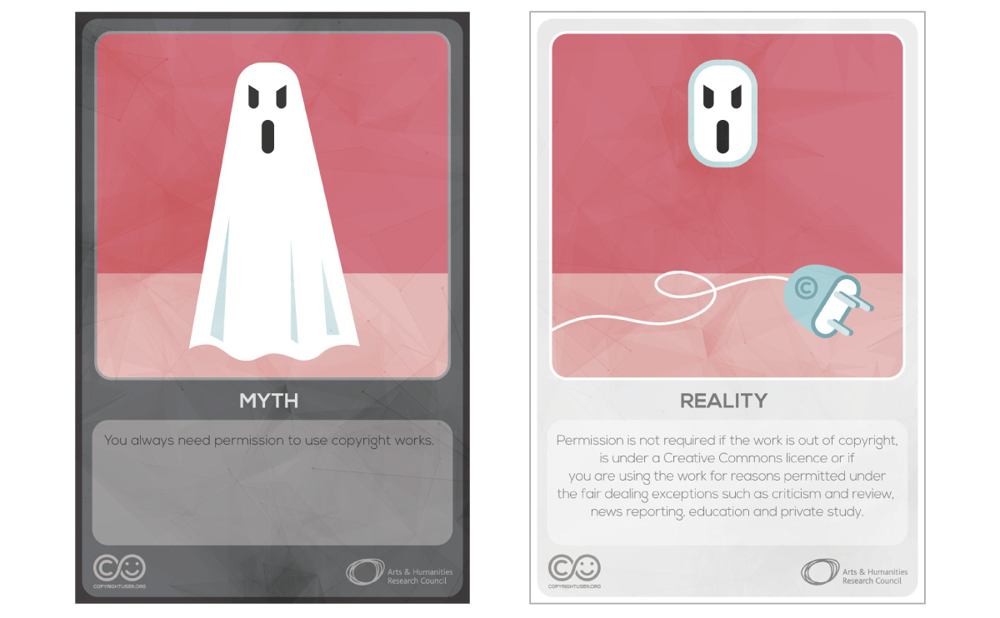 MYTH
You always need permission to use copyright works.
C
COPYRIGHTUSER.ORG
Arts & Humanities
Research Council
C
REALITY
Permission is not required if the work is out of copyright,
is under a Creative Commons licence or if
you are using the work for reasons permitted under
the fair dealing exceptions such as criticism and review,
news reporting, education and private study.
C
COPYRIGHTUSER.ORG
Arts & Humanities
Research Council